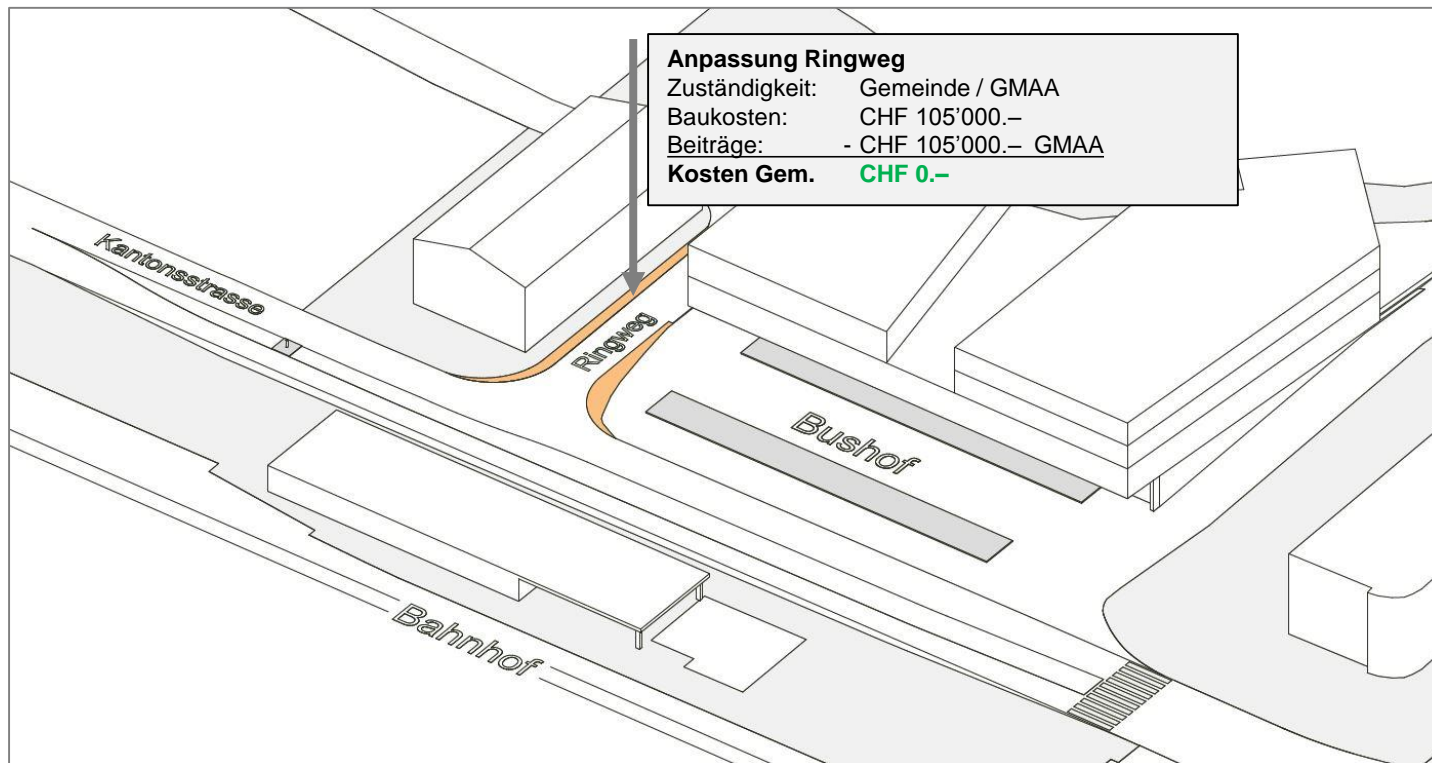 Anpassung Ringweg
Zuständigkeit: Gemeinde / GMAA
Baukosten: CHF 105’000.–
Beiträge: - CHF 105’000.– GMAA
Kosten Gem. CHF 0.–
Kantonsstrasse
Ringweg
Bushof
Bahnhof